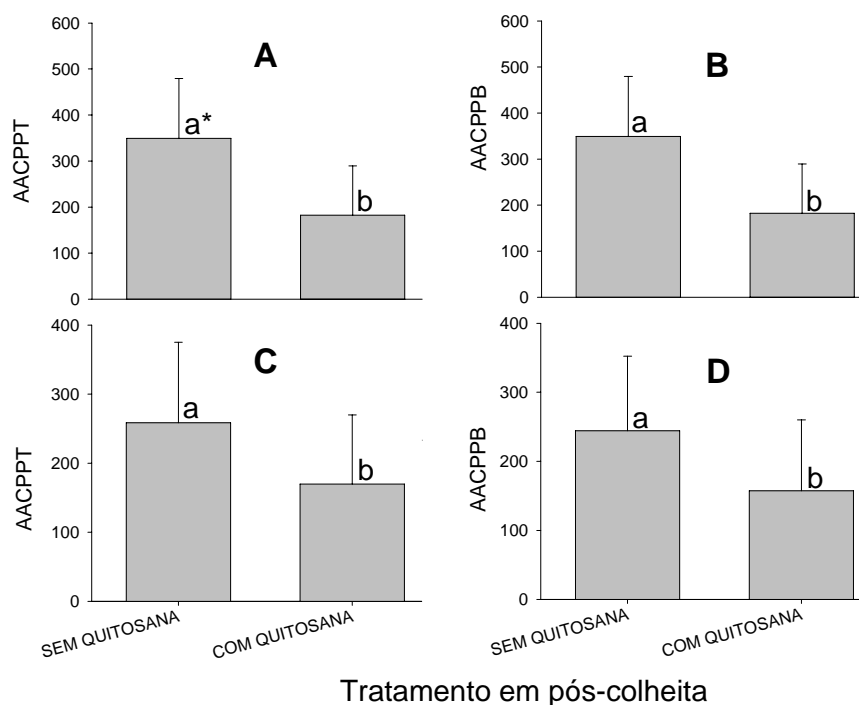 600
500
400
300
200
100
0
AACPPT
A
a*
b
600
500
400
300
200
100
0
AACPPB
B
a
b
400
300
200
100
0
AACPPT
C
a
b
SEM QUITOSANA
COM QUITOSANA
400
300
200
100
0
AACPPB
D
a
b
SEM QUITOSANA
COM QUITOSANA
Tratamento em pós-colheita